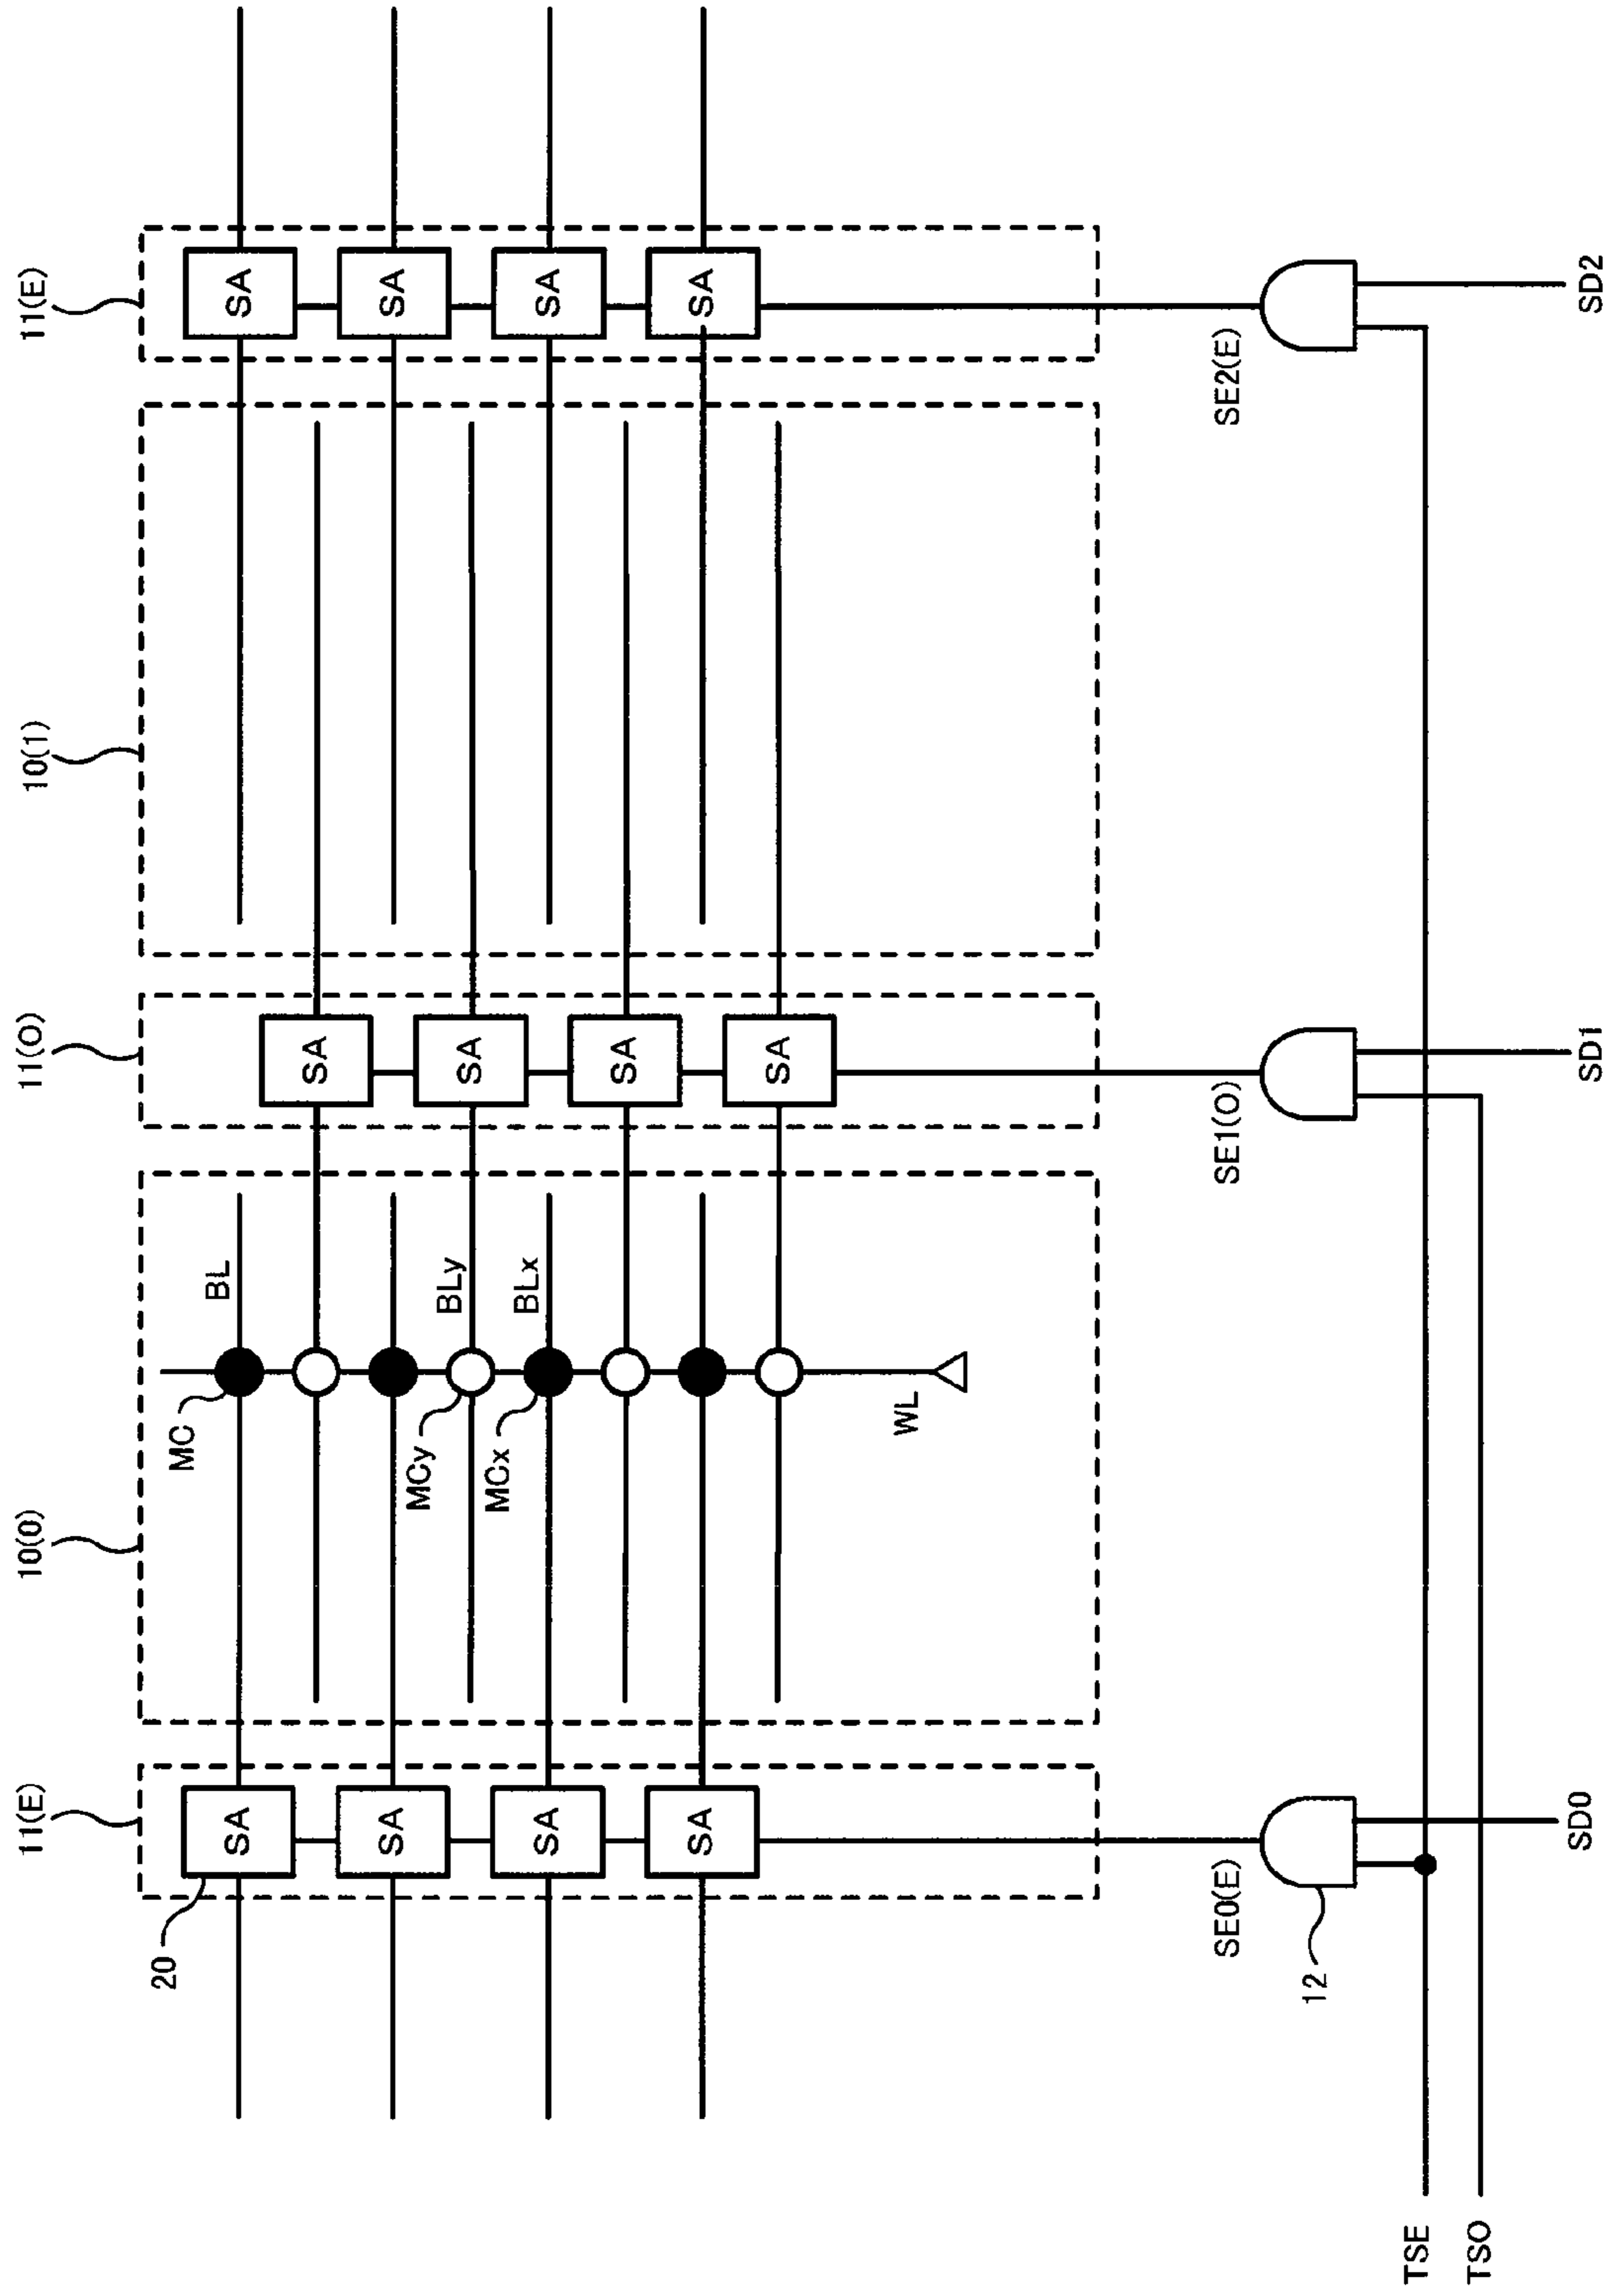 11(E)
10(0)
11(O)
10(1)
11(E)
20
SA
SA
SA
SA
MC
BL
SA
SA
MCy
BLy
SA
SA
MCx
BLx
SA
SA
SA
SA
WL
SE0(E)
SE1(O)
SE2(E)
12
TSE
TSO
SD0
SD1
SD2